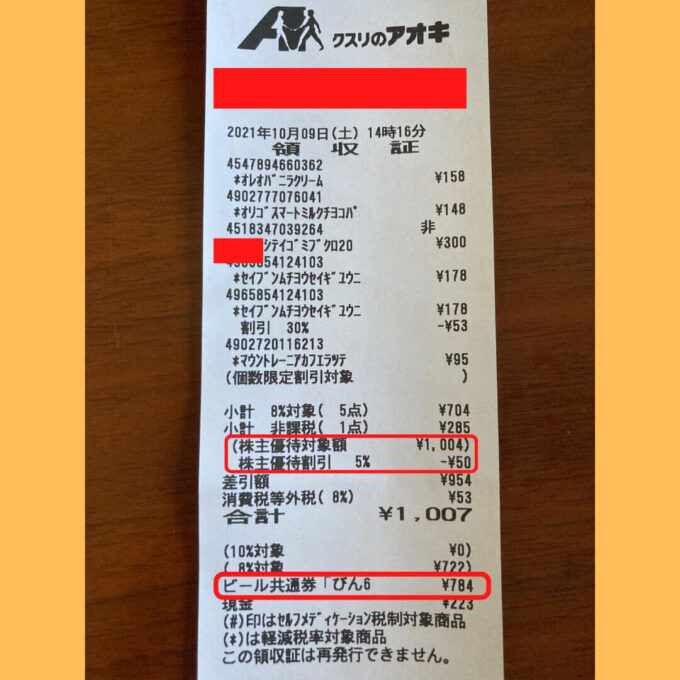 クスリのアオキ
2021年10月09日(土) 14時16分
領収証
4547894660362
*オレオバニラクリーム ¥158
4902777076041
*オリゴスマートミルクチヨコパ ¥148
4518347039264 非
シテイゴミブクロ20 ¥300
4965854124103
*セイブンムチヨウセイギユウニ ¥178
4965854124103
*セイブンムチヨウセイギユウニ ¥178
割引 30% -¥53
4902720116213
*マウントレーニアカフエラツテ ¥95
(個数限定割引対象 )
小計 8%対象( 5点) ¥704
小計 非課税( 1点) ¥285
(株主優待対象額 ¥1,004)
株主優待割引 5% -¥50
差引額 ¥954
消費税等外税( 8%) ¥53
合計 ¥1,007
(10%対象 ¥0)
( 8%対象 ¥722)
ビール共通券「びん6 ¥784
現金 ¥223
(#)印はセルフメディケーション税制対象商品
(*)は軽減税率対象商品
この領収証は再発行できません。